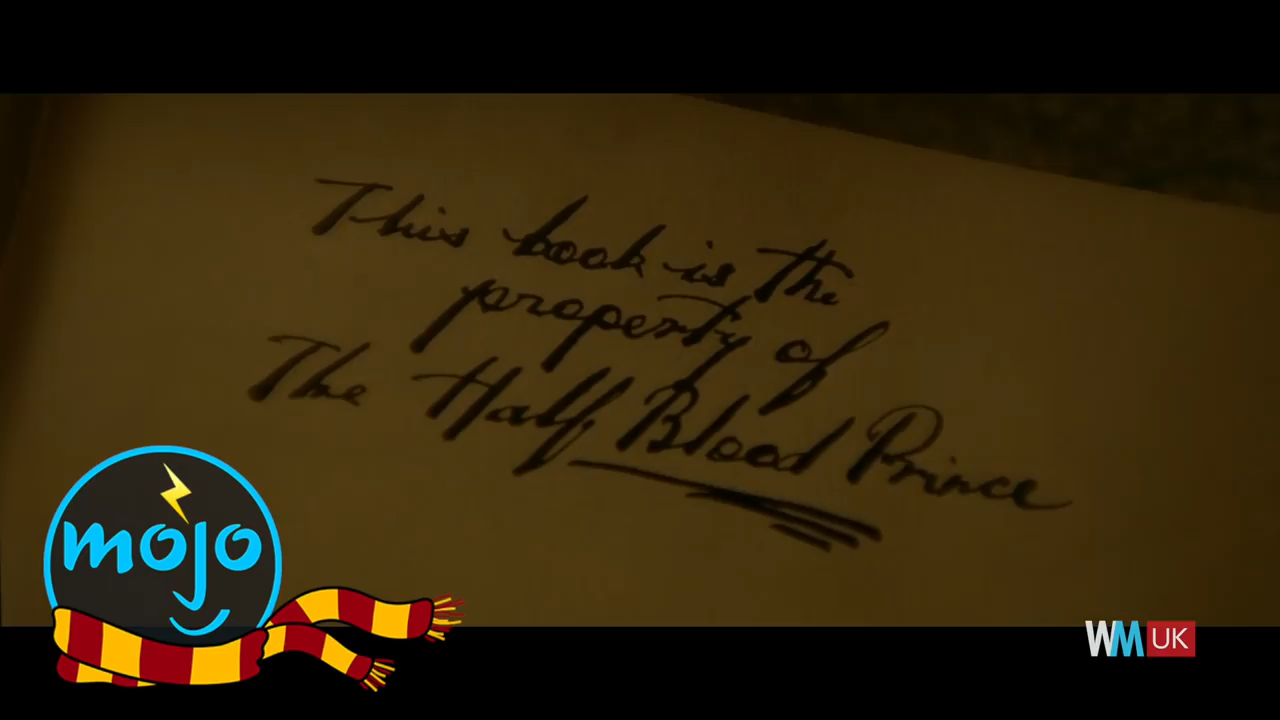 This book is the
property of
The Half Blood Prince
mojo
WM UK